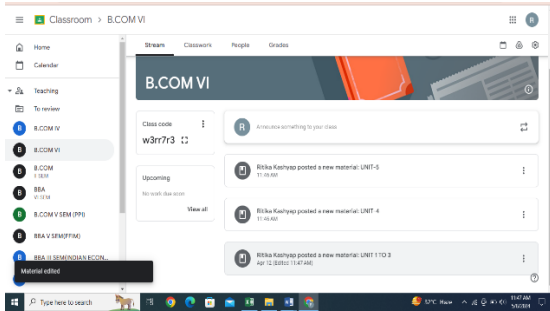 Classroom > B.COM VI
R
Home
Calendar
Teaching
To review
B B.COM IV
B B.COM VI
B B.COM
I SEM
B BBA
VI SEM
B B.COM V SEM (PPI)
B BBA V SEM(FFIM)
B BBA III SEM(INDIAN ECON...
Material edited
Stream Classwork People Grades
B.COM VI
Class code
w3rr7r3
Upcoming
No work due soon
View all
R Announce something to your class
Ritika Kashyap posted a new material: UNIT-5
11:46 AM
Ritika Kashyap posted a new material: UNIT-4
11:46 AM
Ritika Kashyap posted a new material: UNIT 1 TO 3
Apr 12 (Edited 11:47 AM)
Type here to search
Haze
11:47 AM